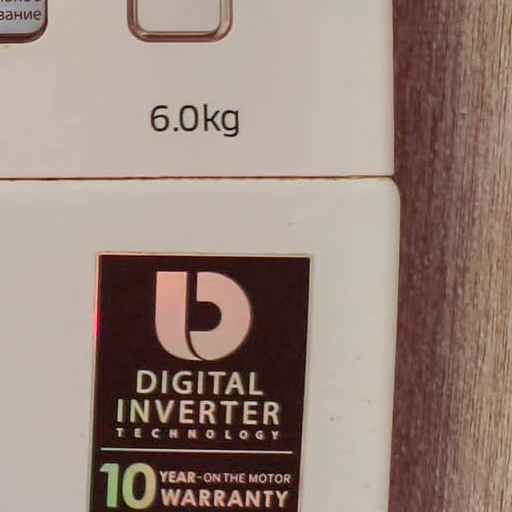 вание
6.0kg
DIGITAL
INVERTER
TECHNOLOGY
10 YEAR-ON THE MOTOR
WARRANTY